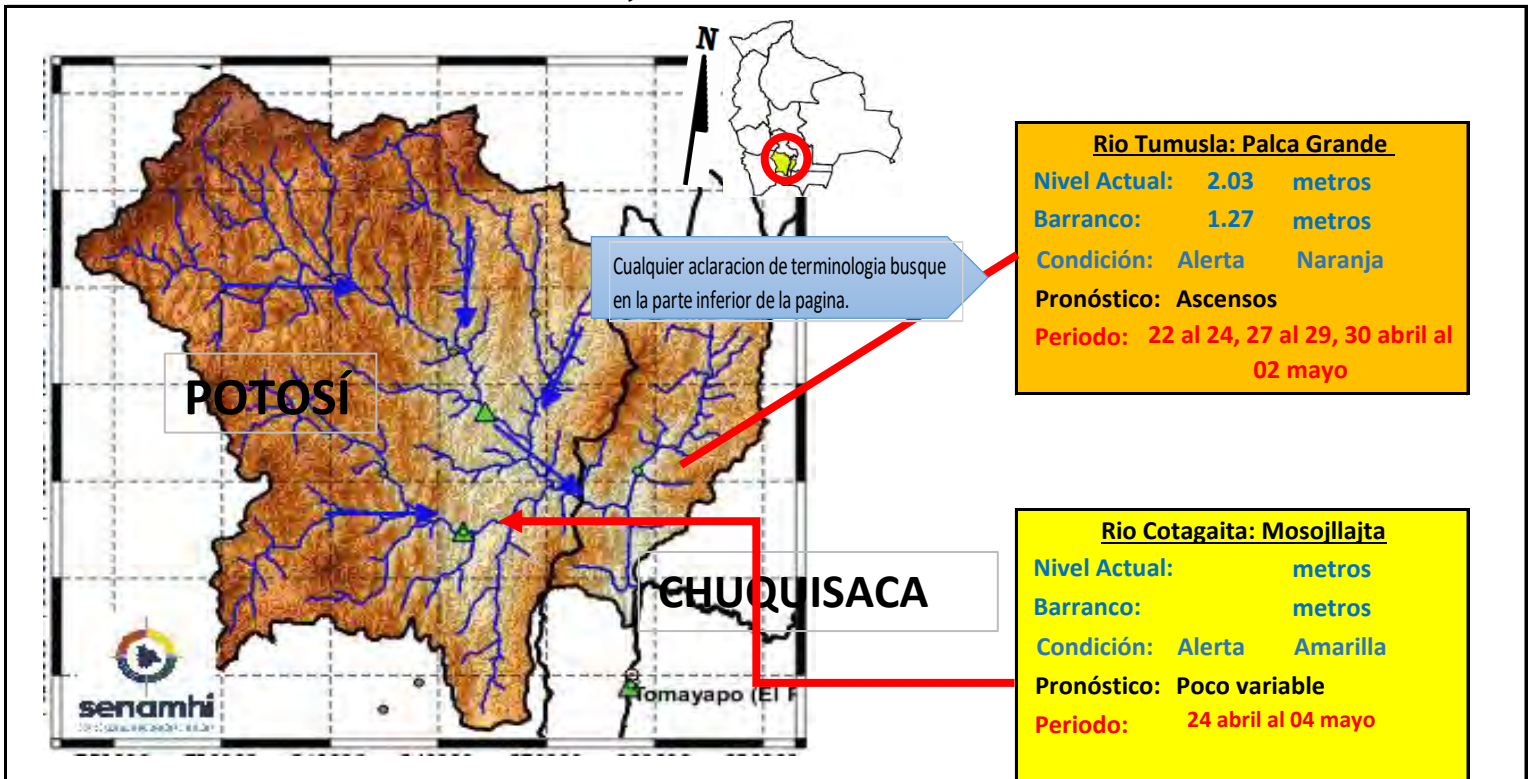 N
Rio Tumusla: Palca Grande
Nivel Actual: 2.03 metros
Barranco: 1.27 metros
Condición: Alerta Naranja
Pronóstico: Ascensos
Periodo: 22 al 24, 27 al 29, 30 abril al
02 mayo
Cualquier aclaracion de terminologia busque
en la parte inferior de la pagina.
POTOSÍ
CHUQUISACA
Rio Cotagaita: Mosojllajta
Nivel Actual: metros
Barranco: metros
Condición: Alerta Amarilla
Pronóstico: Poco variable
Periodo: 24 abril al 04 mayo
Tomayapo (El
senamhi